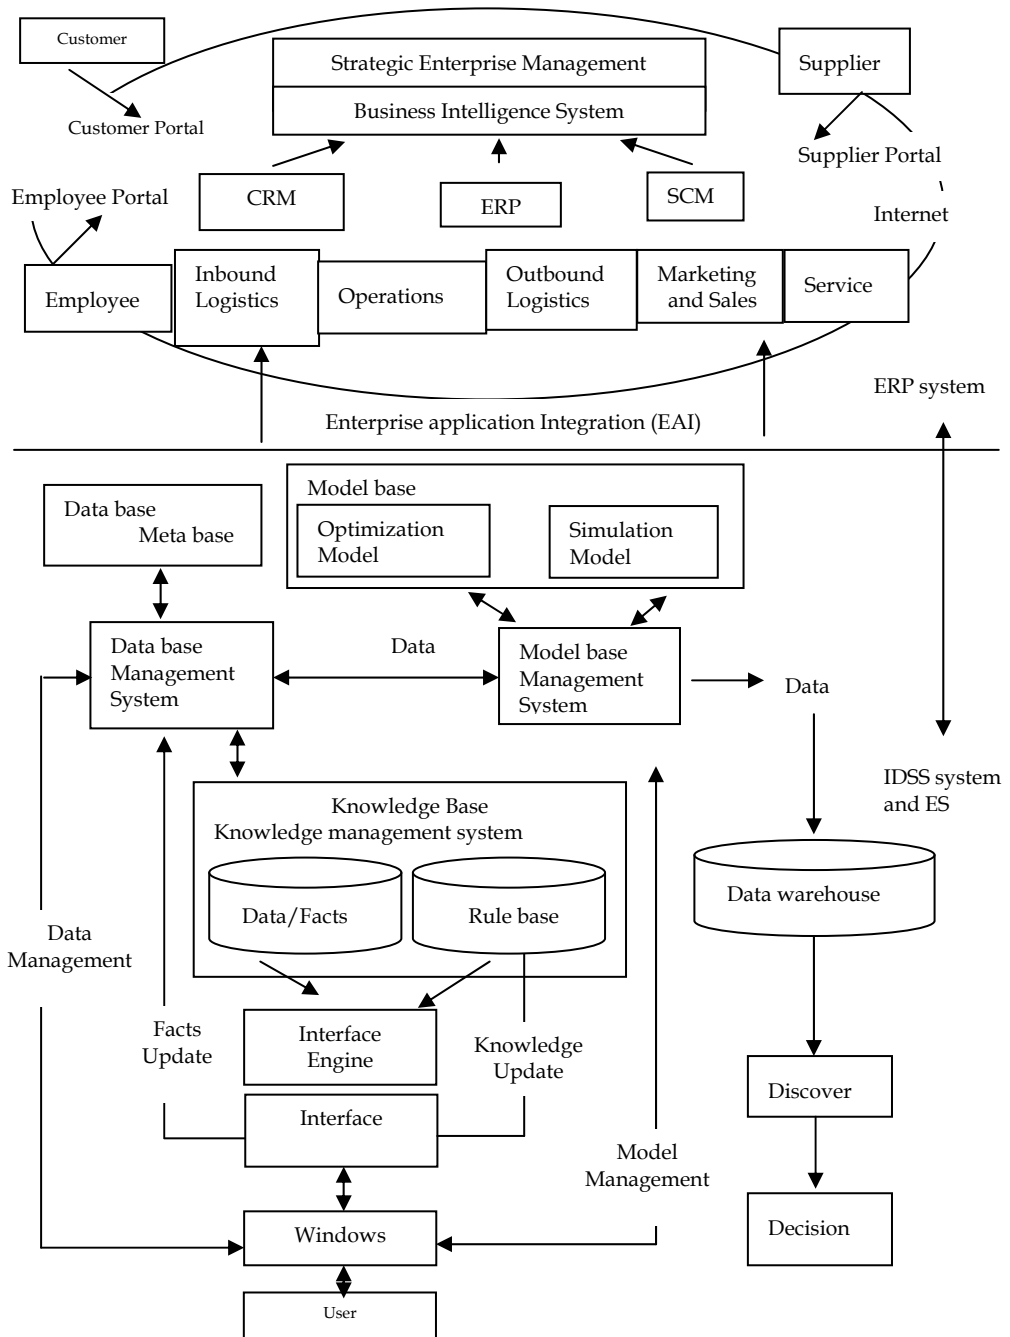 Customer
Strategic Enterprise Management
Supplier
Business Intelligence System
Customer Portal
Supplier Portal
Employee Portal
CRM
ERP
SCM
Internet
Employee
Inbound
Logistics
Operations
Outbound
Logistics
Marketing
and Sales
Service
ERP system
Enterprise application Integration (EAI)
Data base
Meta base
Model base
Optimization
Model
Simulation
Model
Data base
Management
System
Data
Model base
Management
System
Data
IDSS system
and ES
Knowledge Base
Knowledge management system
Data/Facts
Rule base
Data warehouse
Data
Management
Facts
Update
Interface
Engine
Knowledge
Update
Discover
Interface
Model
Management
Windows
Decision
User